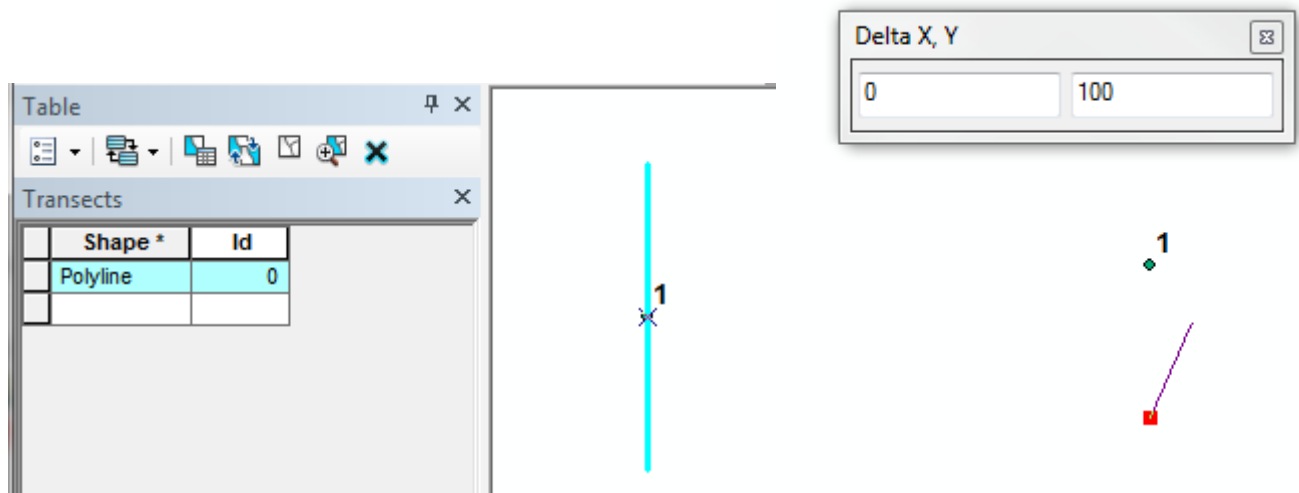 Table
Transects
Shape * Id
Polyline 0
1
Delta X, Y
0 100
1